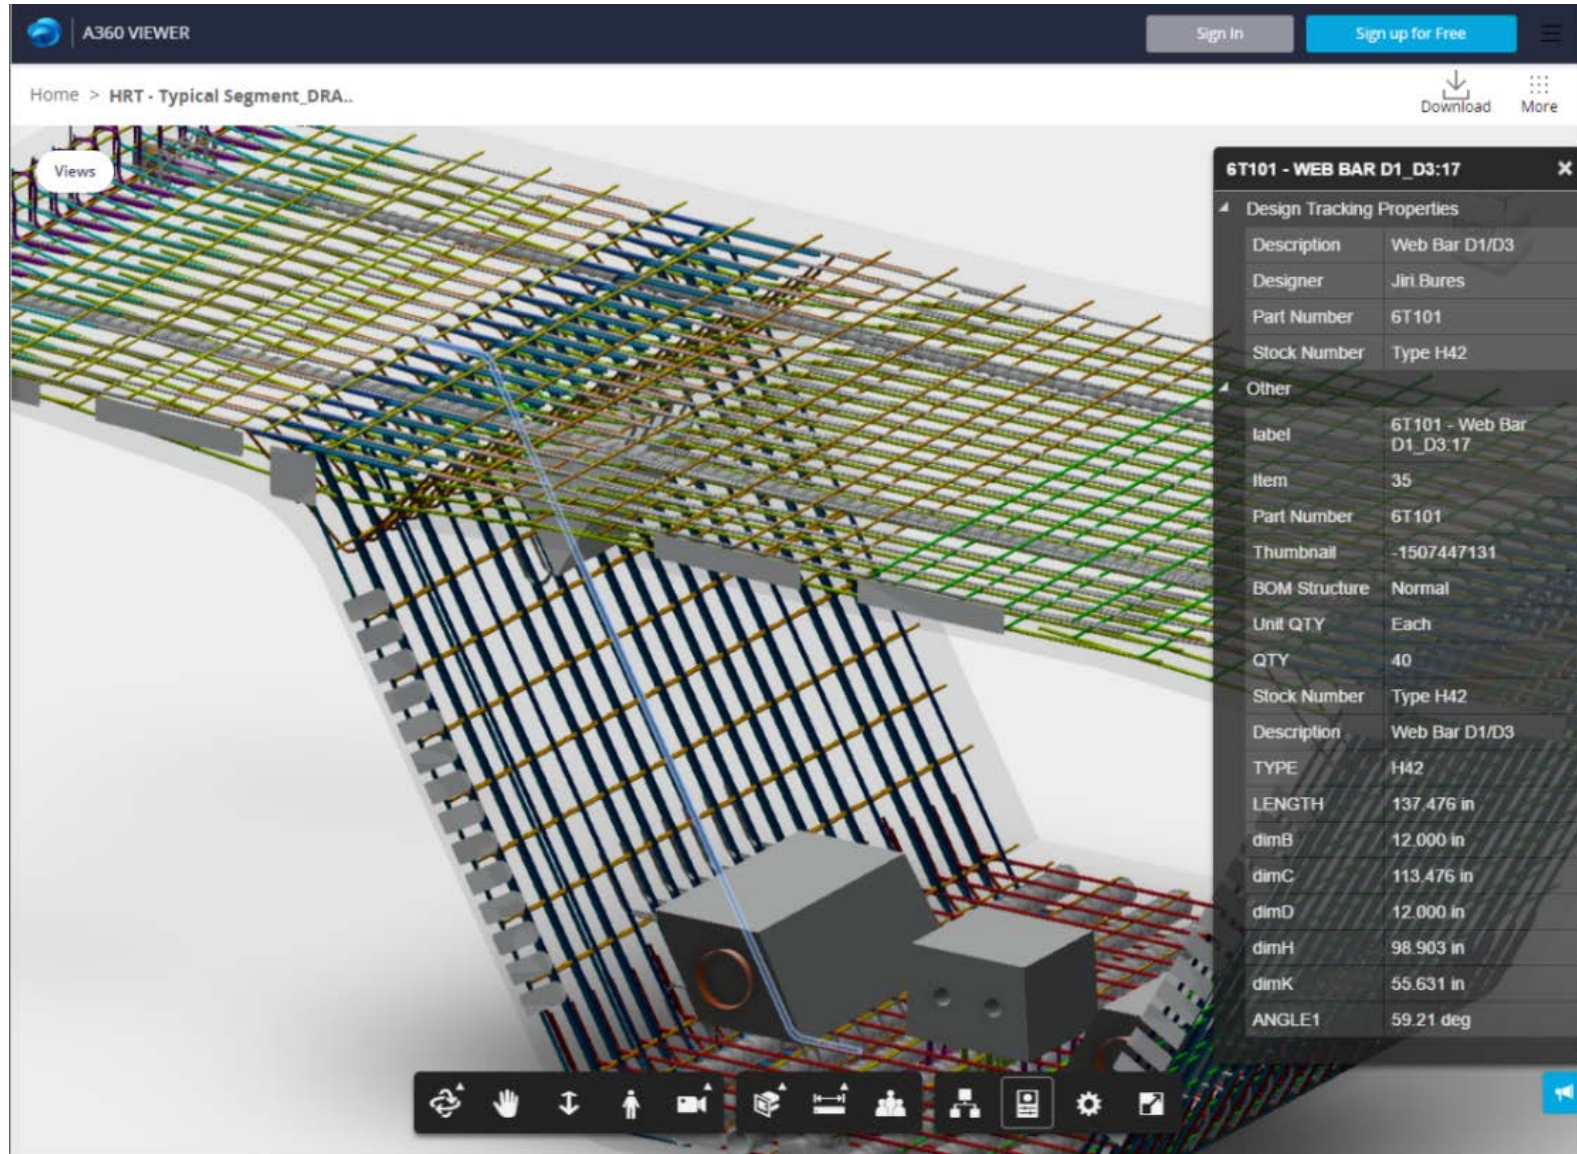 A360 VIEWER
Sign In
Sign up for Free
Home > HRT - Typical Segment_DRA..
Download
More
Views
6T101 - WEB BAR D1_D3:17
Design Tracking Properties
Description Web Bar D1/D3
Designer Jiri.Bures
Part Number 6T101
Stock Number Type H42
Other
label 6T101 - Web Bar
D1_D3:17
Item 35
Part Number 6T101
Thumbnail -1507447131
BOM Structure Normal
Unit QTY Each
QTY 40
Stock Number Type H42
Description Web Bar D1/D3
TYPE H42
LENGTH 137.476 in
dimB 12.000 in
dimC 113.476 in
dimD 12.000 in
dimH 98.903 in
dimK 55.631 in
ANGLE1 59.21 deg